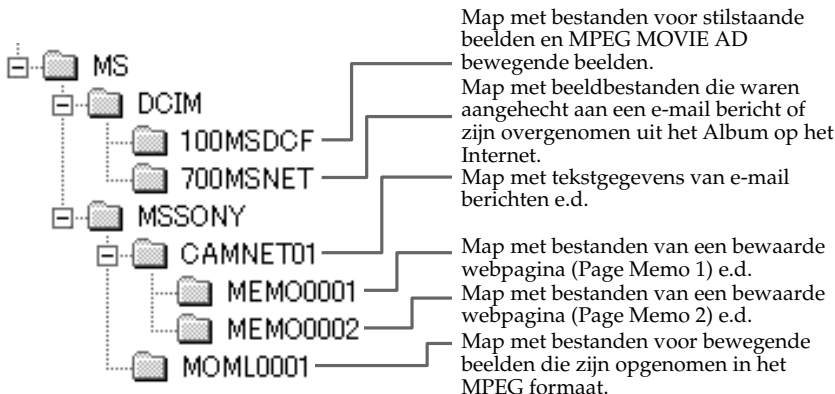 MS
DCIM
100MSDCF
700MSNET
MSSONY
CAMNET01
MEMO0001
MEMO0002
MOML0001
Map met bestanden voor stilstaande
beelden en MPEG MOVIE AD
bewegende beelden.
Map met beeldbestanden die waren
aangehecht aan een e-mail bericht of
zijn overgenomen uit het Album op het
Internet.
Map met tekstgegevens van e-mail
berichten e.d.
Map met bestanden van een bewaarde
webpagina (Page Memo 1) e.d.
Map met bestanden van een bewaarde
webpagina (Page Memo 2) e.d.
Map met bestanden voor bewegende
beelden die zijn opgenomen in het
MPEG formaat.